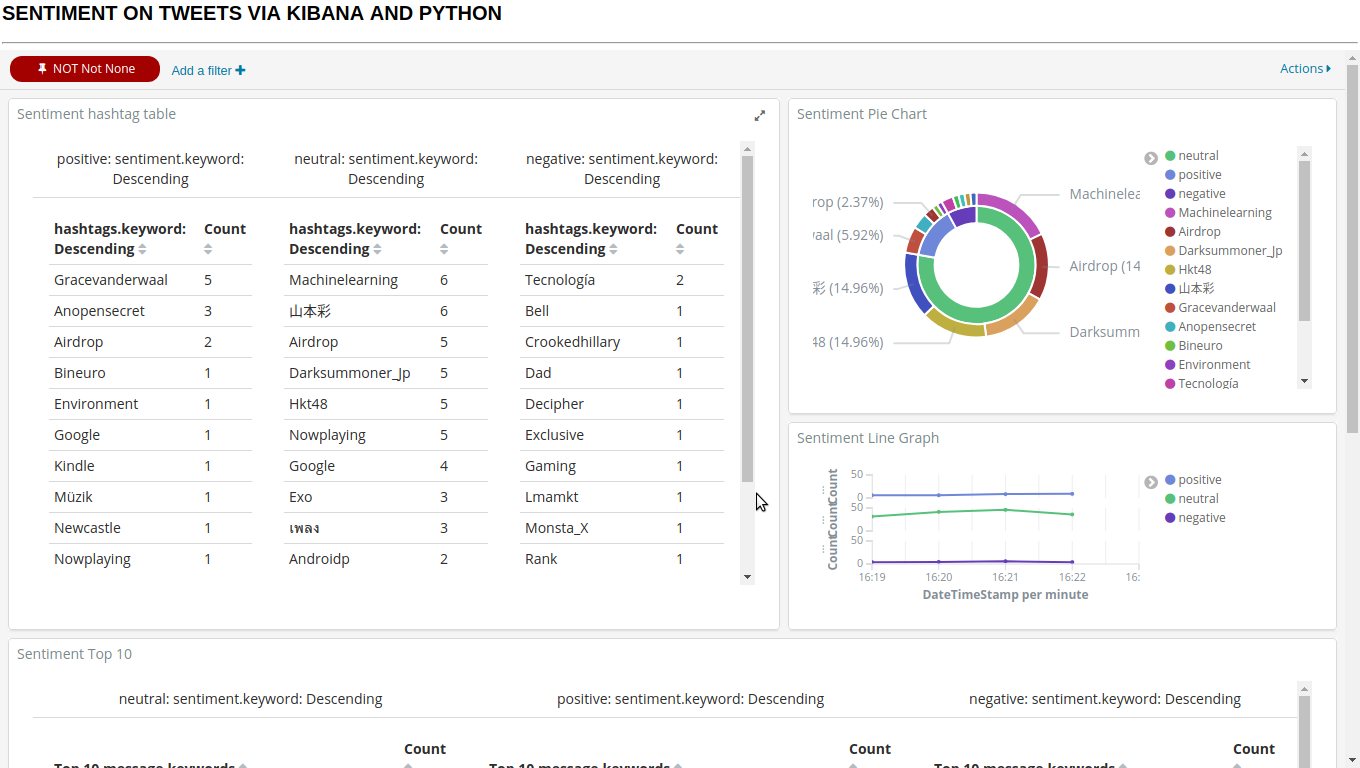 SENTIMENT ON TWEETS VIA KIBANA AND PYTHON
NOT Not None
Add a filter
Actions
Sentiment hashtag table
positive: sentiment.keyword:
Descending
hashtags.keyword:
Descending
Count
Gracevanderwaal 5
Anopensecret 3
Airdrop 2
Bineuro 1
Environment 1
Google 1
Kindle 1
Müzik 1
Newcastle 1
Nowplaying 1
neutral: sentiment.keyword:
Descending
hashtags.keyword:
Descending
Count
Machinelearning 6
山本彩 6
Airdrop 5
Darksummoner_Jp 5
Hkt48 5
Nowplaying 5
Google 4
Exo 3
เพลง 3
Androidp 2
negative: sentiment.keyword:
Descending
hashtags.keyword:
Descending
Count
Tecnología 2
Bell 1
Crookedhillary 1
Dad 1
Decipher 1
Exclusive 1
Gaming 1
Lmamkt 1
Monsta_X 1
Rank 1
Sentiment Pie Chart
rop (2.37%)
aal (5.92%)
彩 (14.96%)
48 (14.96%)
Machinelea
Airdrop (14
Darksumm
neutral
positive
negative
Machinelearning
Airdrop
Darksummoner_Jp
Hkt48
山本彩
Gracevanderwaal
Anopensecret
Bineuro
Environment
Tecnología
Sentiment Line Graph
...Count
50
0
...Count
50
0
Count
50
0
16:19 16:20 16:21 16:22 16:
DateTimeStamp per minute
positive
neutral
negative
Sentiment Top 10
neutral: sentiment.keyword: Descending
positive: sentiment.keyword: Descending
negative: sentiment.keyword: Descending
Top 10 message keywords
Count
Top 10 message keywords
Count
Top 10 message keywords
Count